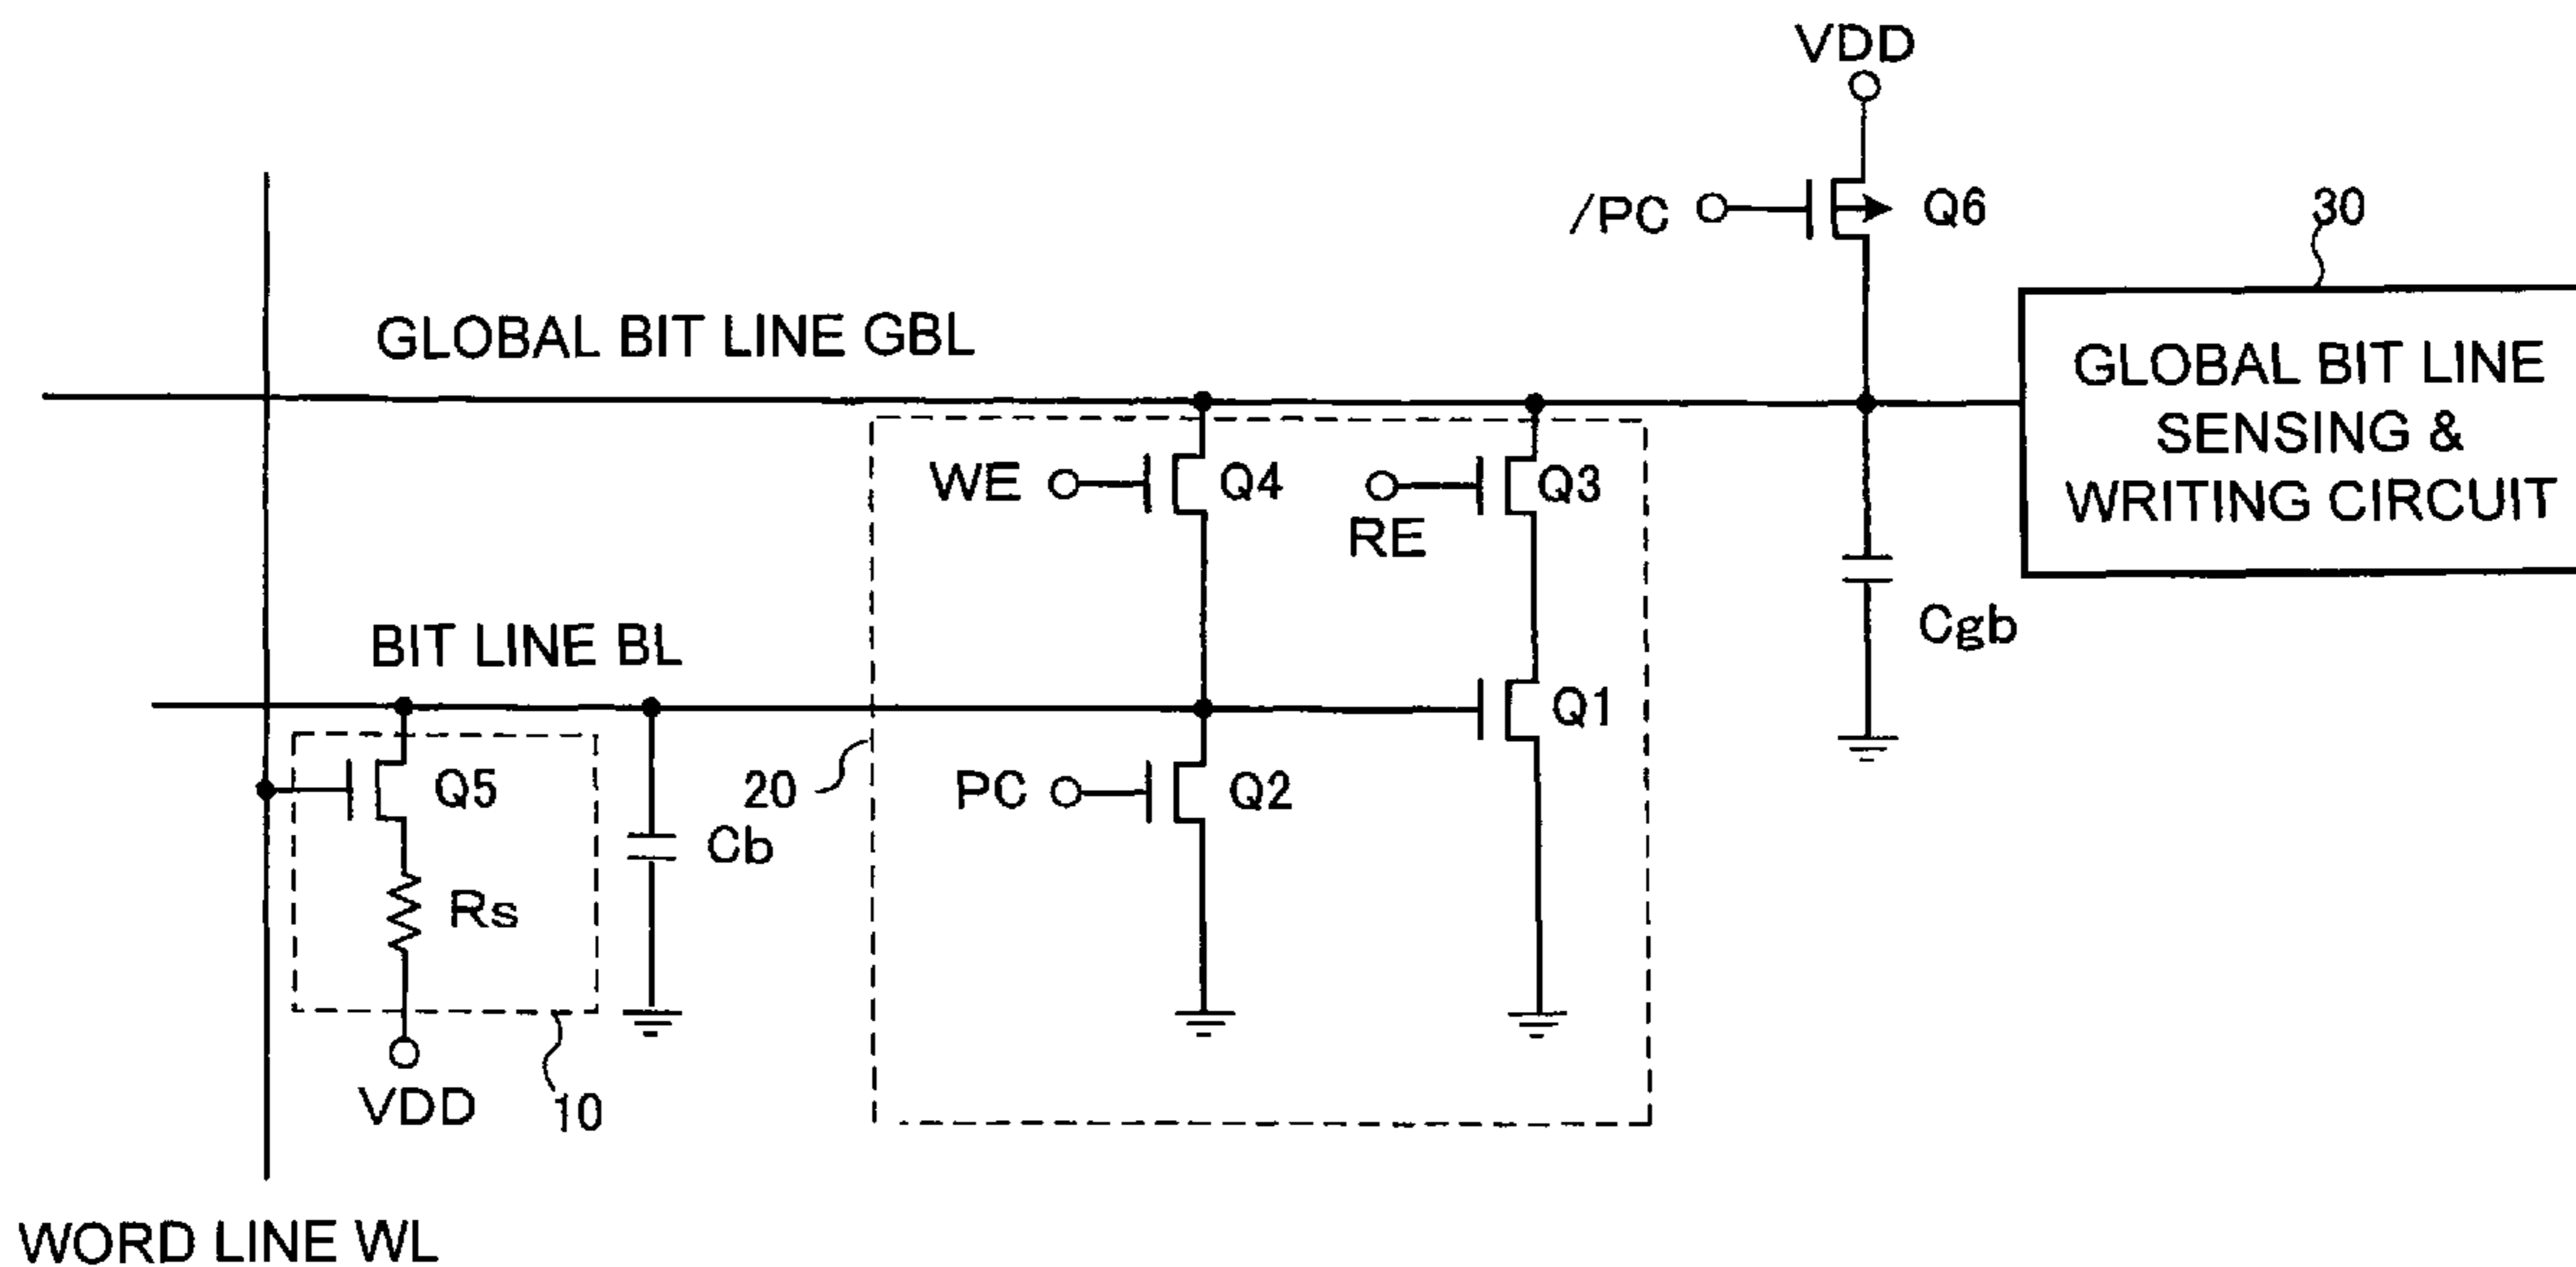 VDD
/PC
Q6
30
GLOBAL BIT LINE GBL
GLOBAL BIT LINE
SENSING &
WRITING CIRCUIT
WE
Q4
RE
Q3
Cgb
BIT LINE BL
Q1
Q5
20
PC
Q2
Cb
Rs
VDD
10
WORD LINE WL